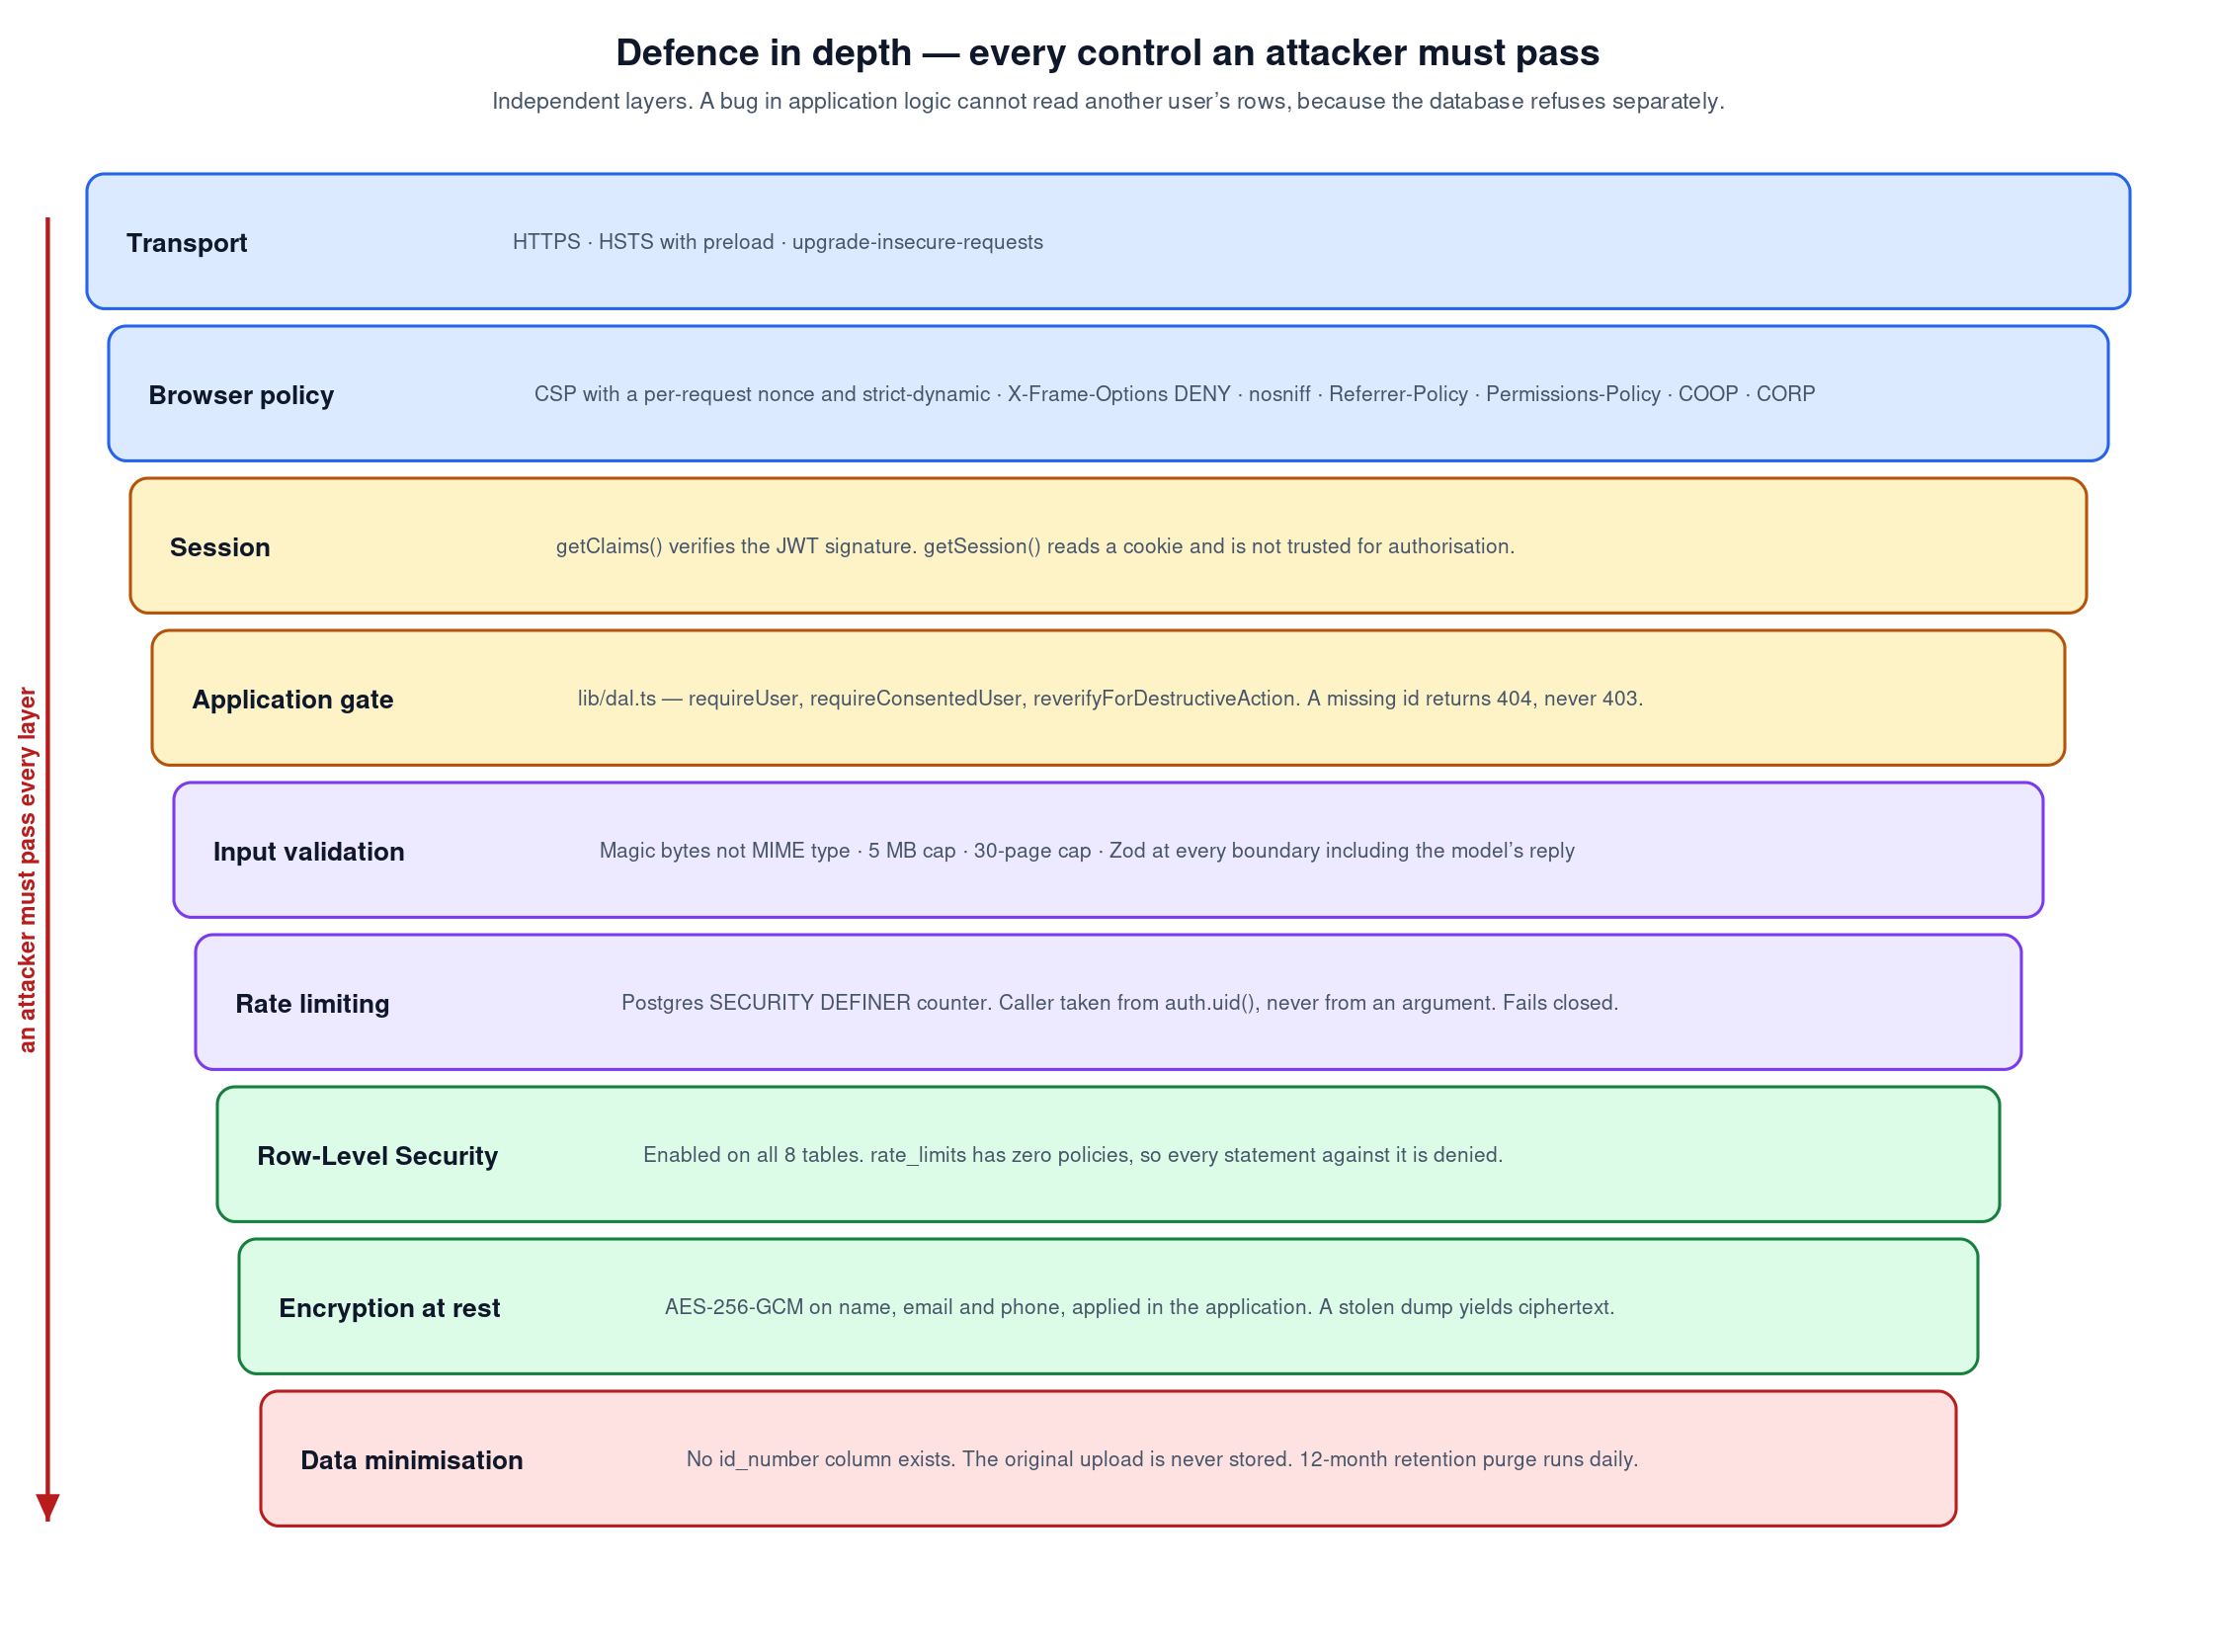 Defence in depth — every control an attacker must pass
Independent layers. A bug in application logic cannot read another user’s rows, because the database refuses separately.
an attacker must pass every layer
Transport
HTTPS · HSTS with preload · upgrade-insecure-requests
Browser policy
CSP with a per-request nonce and strict-dynamic · X-Frame-Options DENY · nosniff · Referrer-Policy · Permissions-Policy · COOP · CORP
Session
getClaims() verifies the JWT signature. getSession() reads a cookie and is not trusted for authorisation.
Application gate
lib/dal.ts — requireUser, requireConsentedUser, reverifyForDestructiveAction. A missing id returns 404, never 403.
Input validation
Magic bytes not MIME type · 5 MB cap · 30-page cap · Zod at every boundary including the model’s reply
Rate limiting
Postgres SECURITY DEFINER counter. Caller taken from auth.uid(), never from an argument. Fails closed.
Row-Level Security
Enabled on all 8 tables. rate_limits has zero policies, so every statement against it is denied.
Encryption at rest
AES-256-GCM on name, email and phone, applied in the application. A stolen dump yields ciphertext.
Data minimisation
No id_number column exists. The original upload is never stored. 12-month retention purge runs daily.